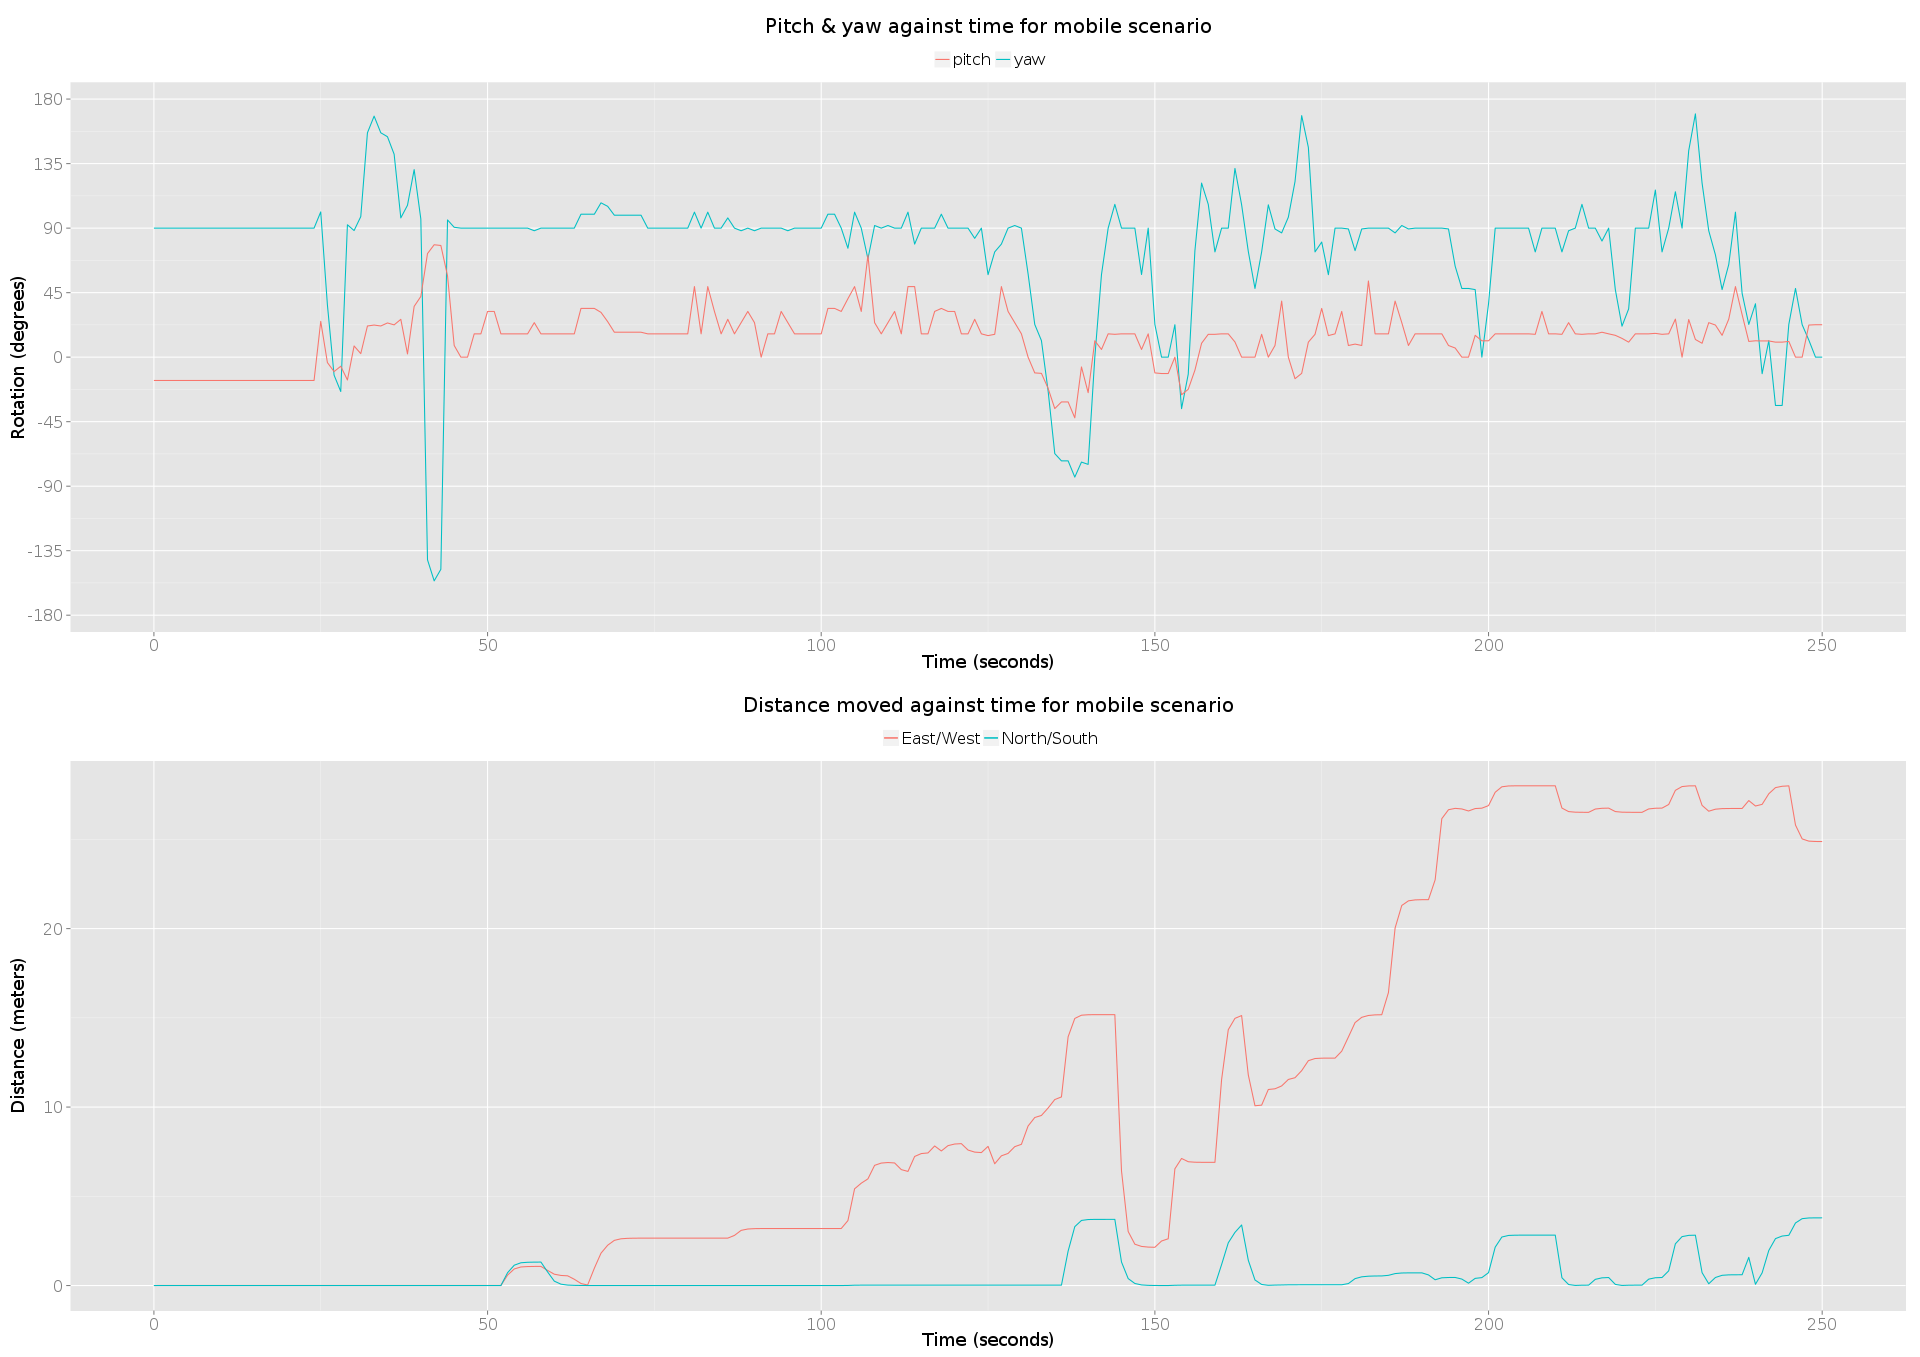 Pitch & yaw against time for mobile scenario
pitch yaw
180
135
90
45
0
-45
-90
-135
-180
Rotation (degrees)
0 50 100 150 200 250
Time (seconds)
Distance moved against time for mobile scenario
East/West North/South
20
10
0
Distance (meters)
0 50 100 150 200 250
Time (seconds)